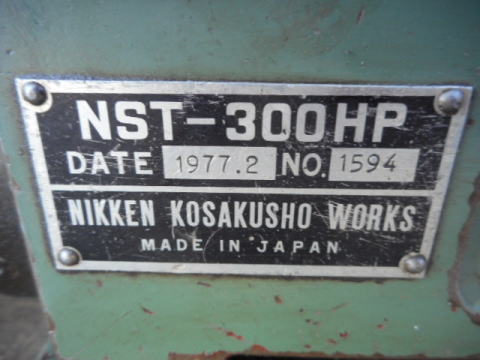 NST-300HP
DATE 1977.2 NO. 1594
NIKKEN KOSAKUSHO WORKS
MADE IN JAPAN